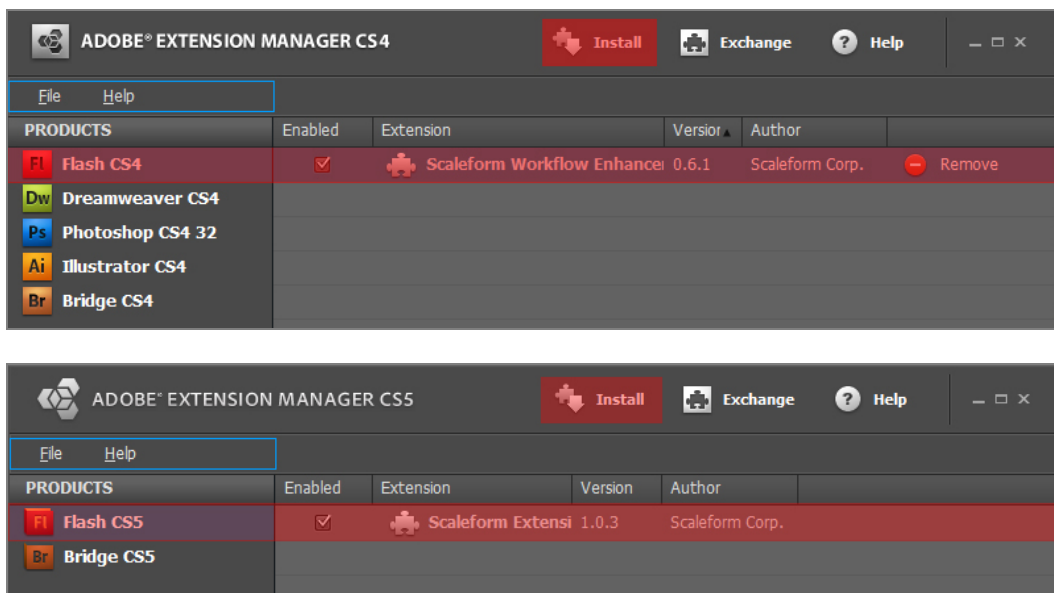 ADOBE® EXTENSION MANAGER CS4 Install Exchange ? Help
File Help
PRODUCTS Enabled Extension Version Author
Fl Flash CS4 Scaleform Workflow Enhancer 0.6.1 Scaleform Corp. Remove
Dw Dreamweaver CS4
Ps Photoshop CS4 32
Ai Illustrator CS4
Br Bridge CS4
ADOBE® EXTENSION MANAGER CS5 Install Exchange ? Help
File Help
PRODUCTS Enabled Extension Version Author
Fl Flash CS5 Scaleform Extensi 1.0.3 Scaleform Corp.
Br Bridge CS5